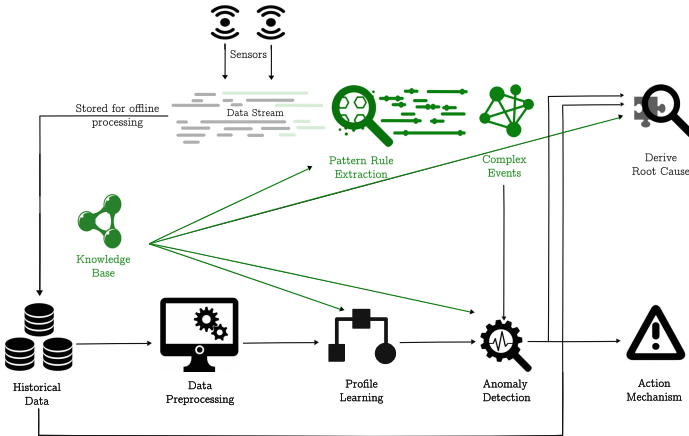 Sensors
Stored for offline
processing
Data Stream
Pattern Rule
Extraction
Complex
Events
Derive
Root Cause
Knowledge
Base
Historical
Data
Data
Preprocessing
Profile
Learning
Anomaly
Detection
Action
Mechanism